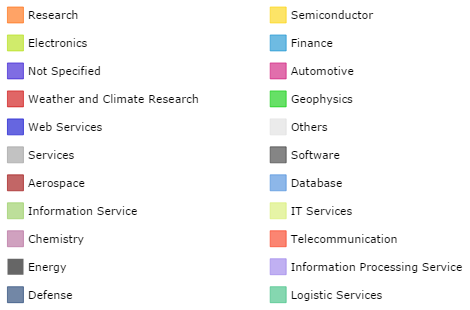 Research
Electronics
Not Specified
Weather and Climate Research
Web Services
Services
Aerospace
Information Service
Chemistry
Energy
Defense
Semiconductor
Finance
Automotive
Geophysics
Others
Software
Database
IT Services
Telecommunication
Information Processing Service
Logistic Services